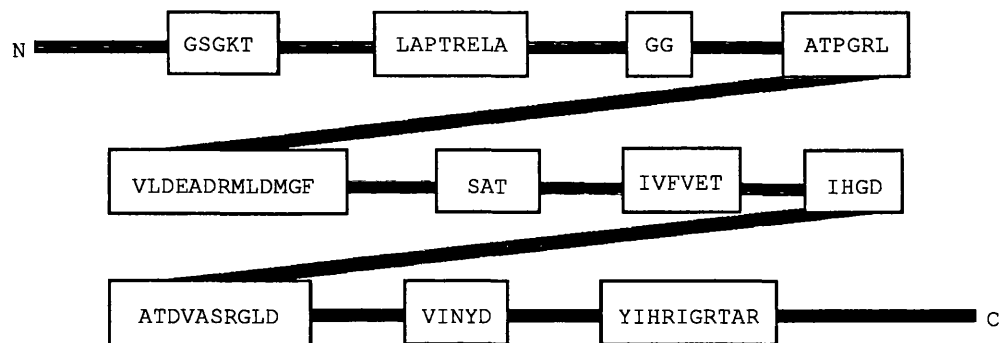 N GSGKT LAPTRELA GG ATPGRL
VLDEADRMLDMGF SAT IVFVET IHGD
ATDVASRGLD VINYD YIHRIGRTAR C